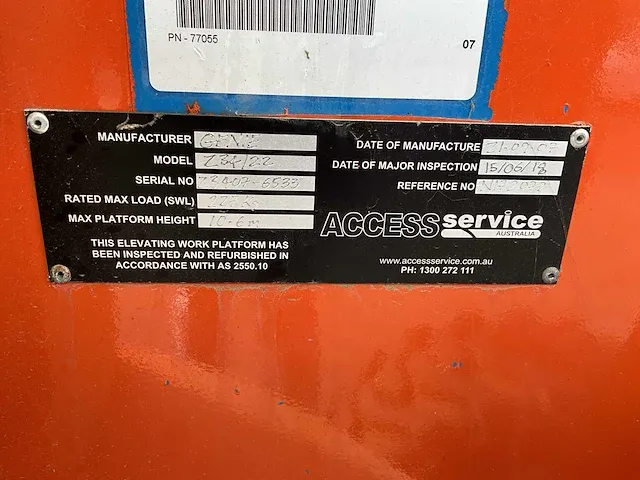 PN - 77055
07
MANUFACTURER GENIE
MODEL Z34/22
SERIAL NO
RATED MAX LOAD (SWL)
MAX PLATFORM HEIGHT 10.6m
THIS ELEVATING WORK PLATFORM HAS
BEEN INSPECTED AND REFURBISHED IN
ACCORDANCE WITH AS 2550.10
DATE OF MANUFACTURE
DATE OF MAJOR INSPECTION 15/06/18
REFERENCE NO
ACCESS service
AUSTRALIA
www.accessservice.com.au
PH: 1300 272 111